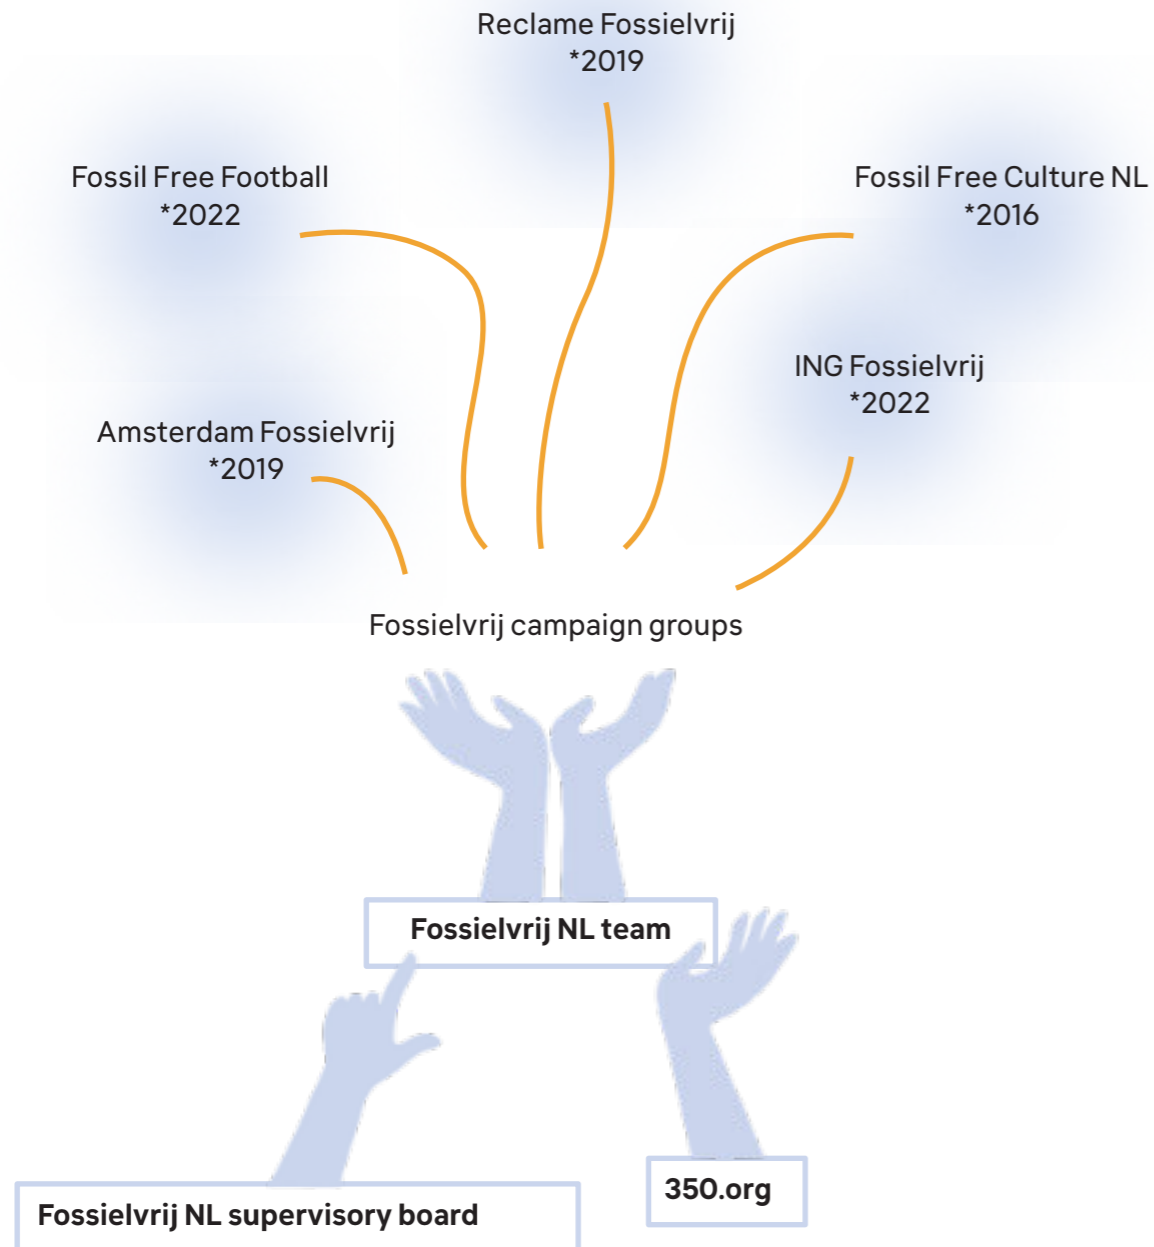 Reclame Fossielvrij
*2019
Fossil Free Football
*2022
Fossil Free Culture NL
*2016
ING Fossielvrij
*2022
Amsterdam Fossielvrij
*2019
Fossielvrij campaign groups
Fossielvrij NL team
350.org
Fossielvrij NL supervisory board